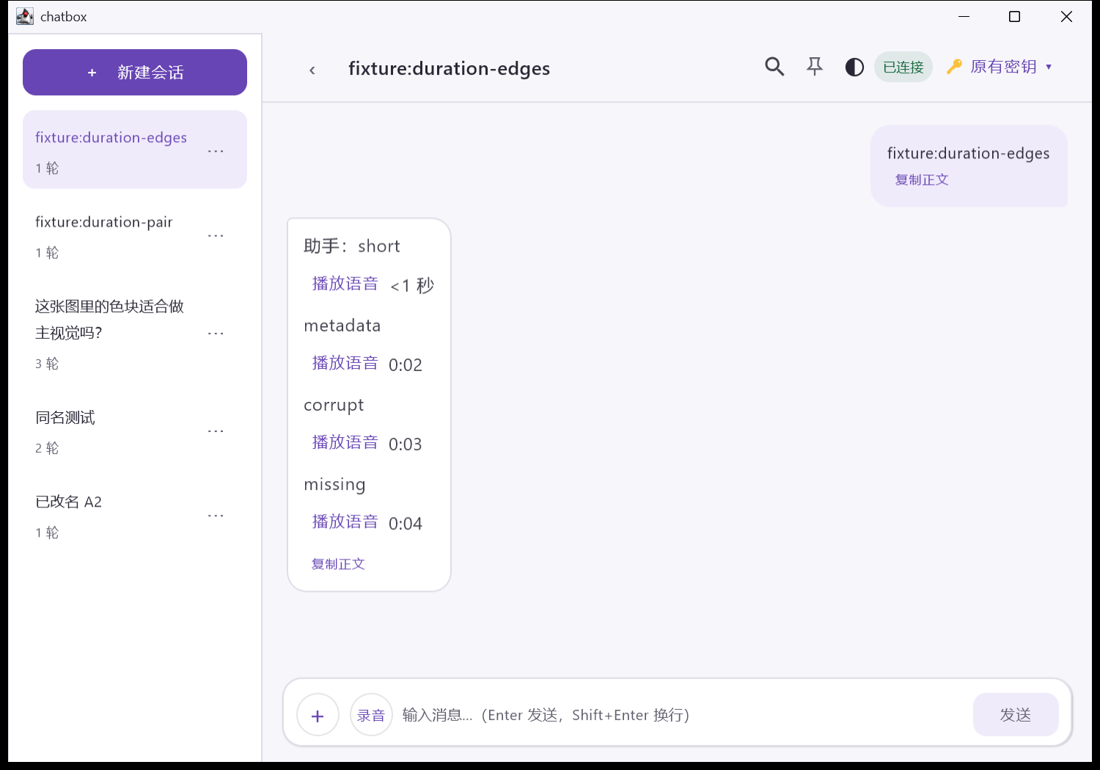 chatbox
+ 新建会话
fixture:duration-edges
1 轮
fixture:duration-pair
1 轮
这张图里的色块适合做
主视觉吗?
3 轮
同名测试
2 轮
已改名 A2
1 轮
fixture:duration-edges
已连接
原有密钥
fixture:duration-edges
复制正文
助手: short
播放语音 <1 秒
metadata
播放语音 0:02
corrupt
播放语音 0:03
missing
播放语音 0:04
复制正文
+ 录音 输入消息... (Enter 发送, Shift+Enter 换行)
发送